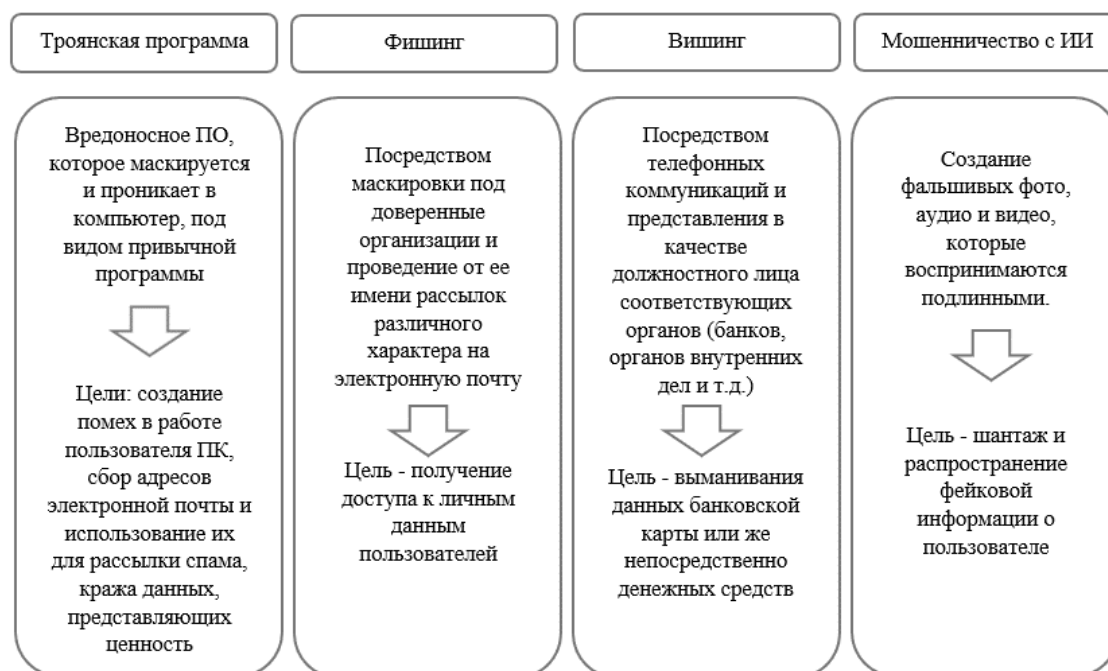 Троянская программа
Фишинг
Вишинг
Мошенничество с ИИ
Вредоносное ПО,
которое маскируется
и проникает в
компьютер, под
видом привычной
программы
Цели: создание
помех в работе
пользователя ПК,
сбор адресов
электронной почты и
использование их
для рассылки спама,
кража данных,
представляющих
ценность
Посредством
маскировки под
доверенные
организации и
проведение от ее
имени рассылок
различного
характера на
электронную почту
Цель - получение
доступа к личным
данным
пользователей
Посредством
телефонных
коммуникаций и
представления в
качестве
должностного лица
соответствующих
органов (банков,
органов внутренних
дел и т.д.)
Цель - выманивания
данных банковской
карты или же
непосредственно
денежных средств
Создание
фальшивых фото,
аудио и видео,
которые
воспринимаются
подлинными.
Цель - шантаж и
распространение
фейковой
информации о
пользователе